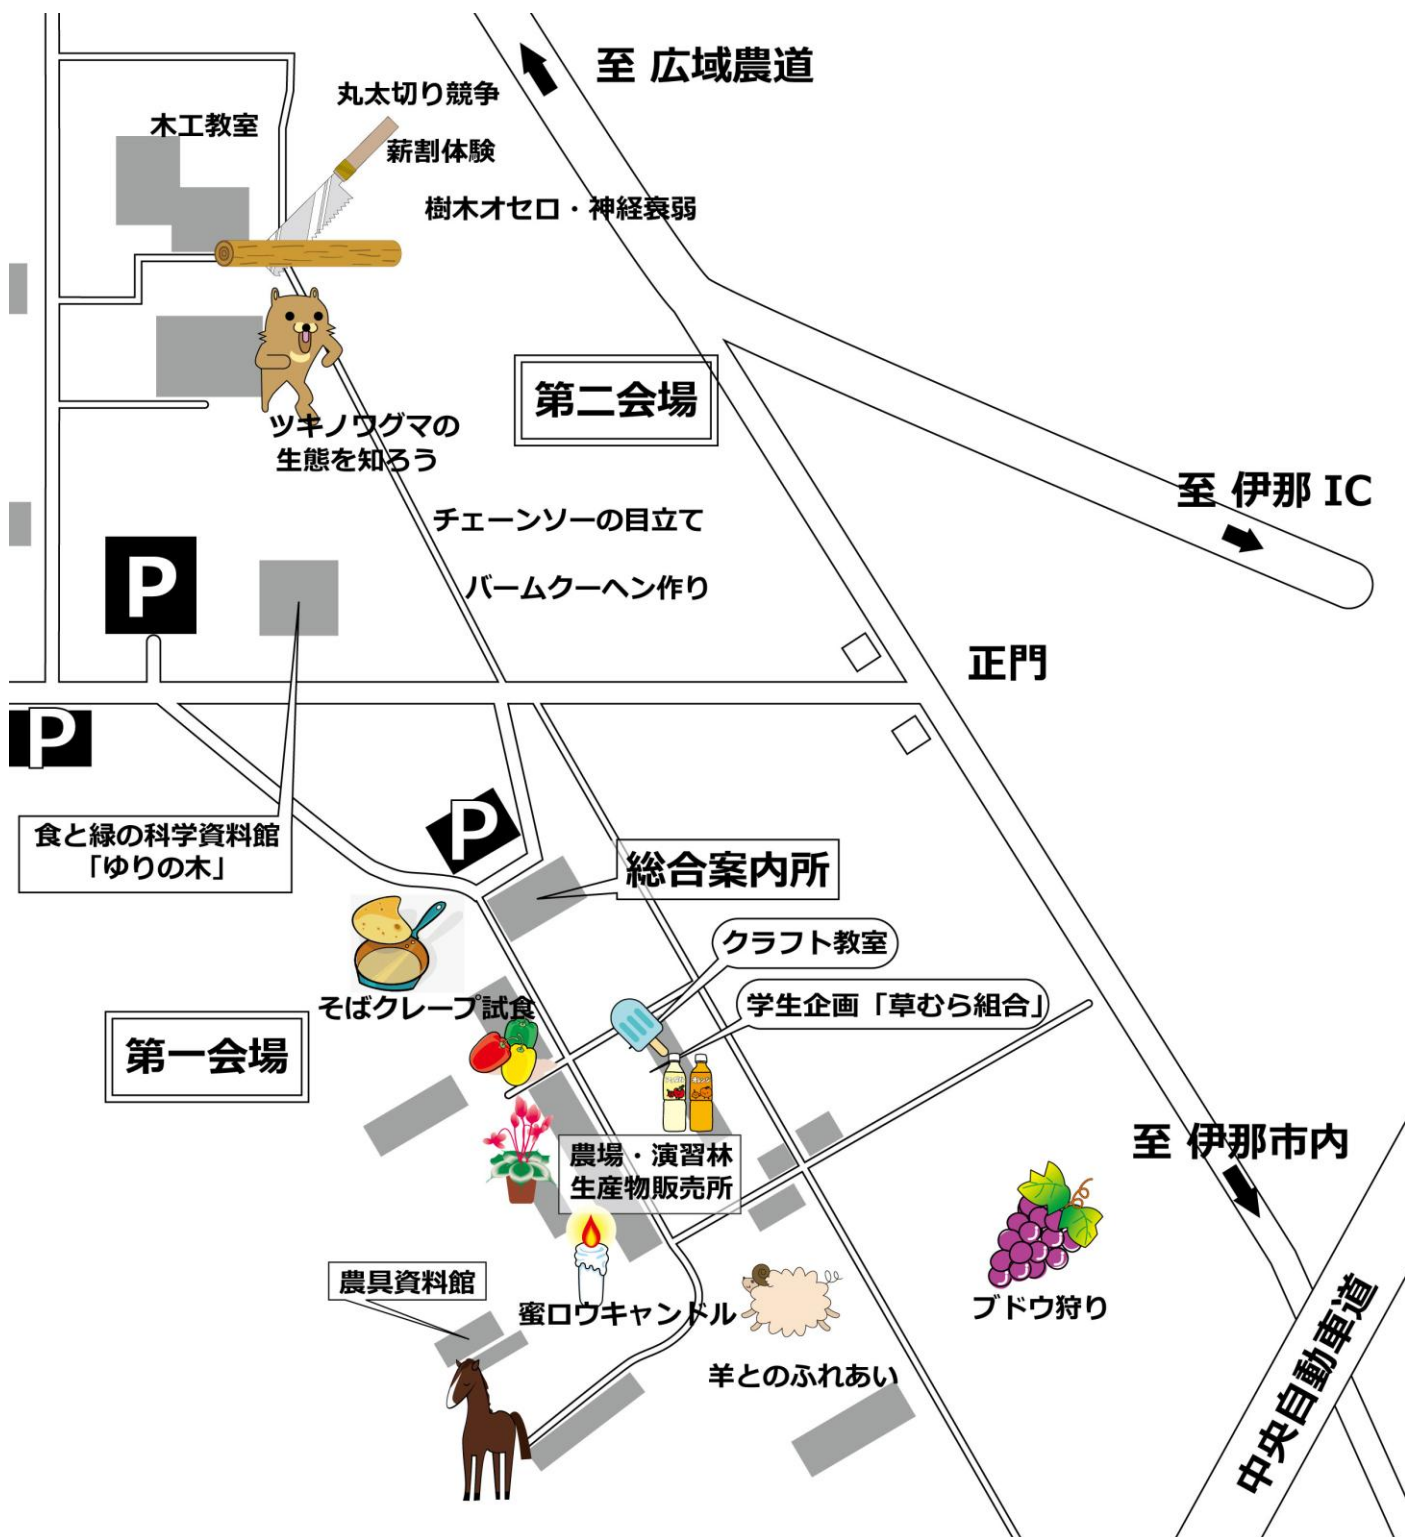 至 広域農道
丸太切り競争
木工教室
薪割体験
樹木オセロ・神経衰弱
第二会場
ツキノワグマの
生態を知ろう
至 伊那 IC
チェーンソーの目立て
P
バームクーヘン作り
正門
P
P
食と緑の科学資料館
「ゆりの木」
総合案内所
クラフト教室
そばクレープ試食
学生企画「草むら組合」
第一会場
至 伊那市内
農場・演習林
生産物販売所
農具資料館
蜜ロウキャンドル
ブドウ狩り
羊とのふれあい
中央自動車道